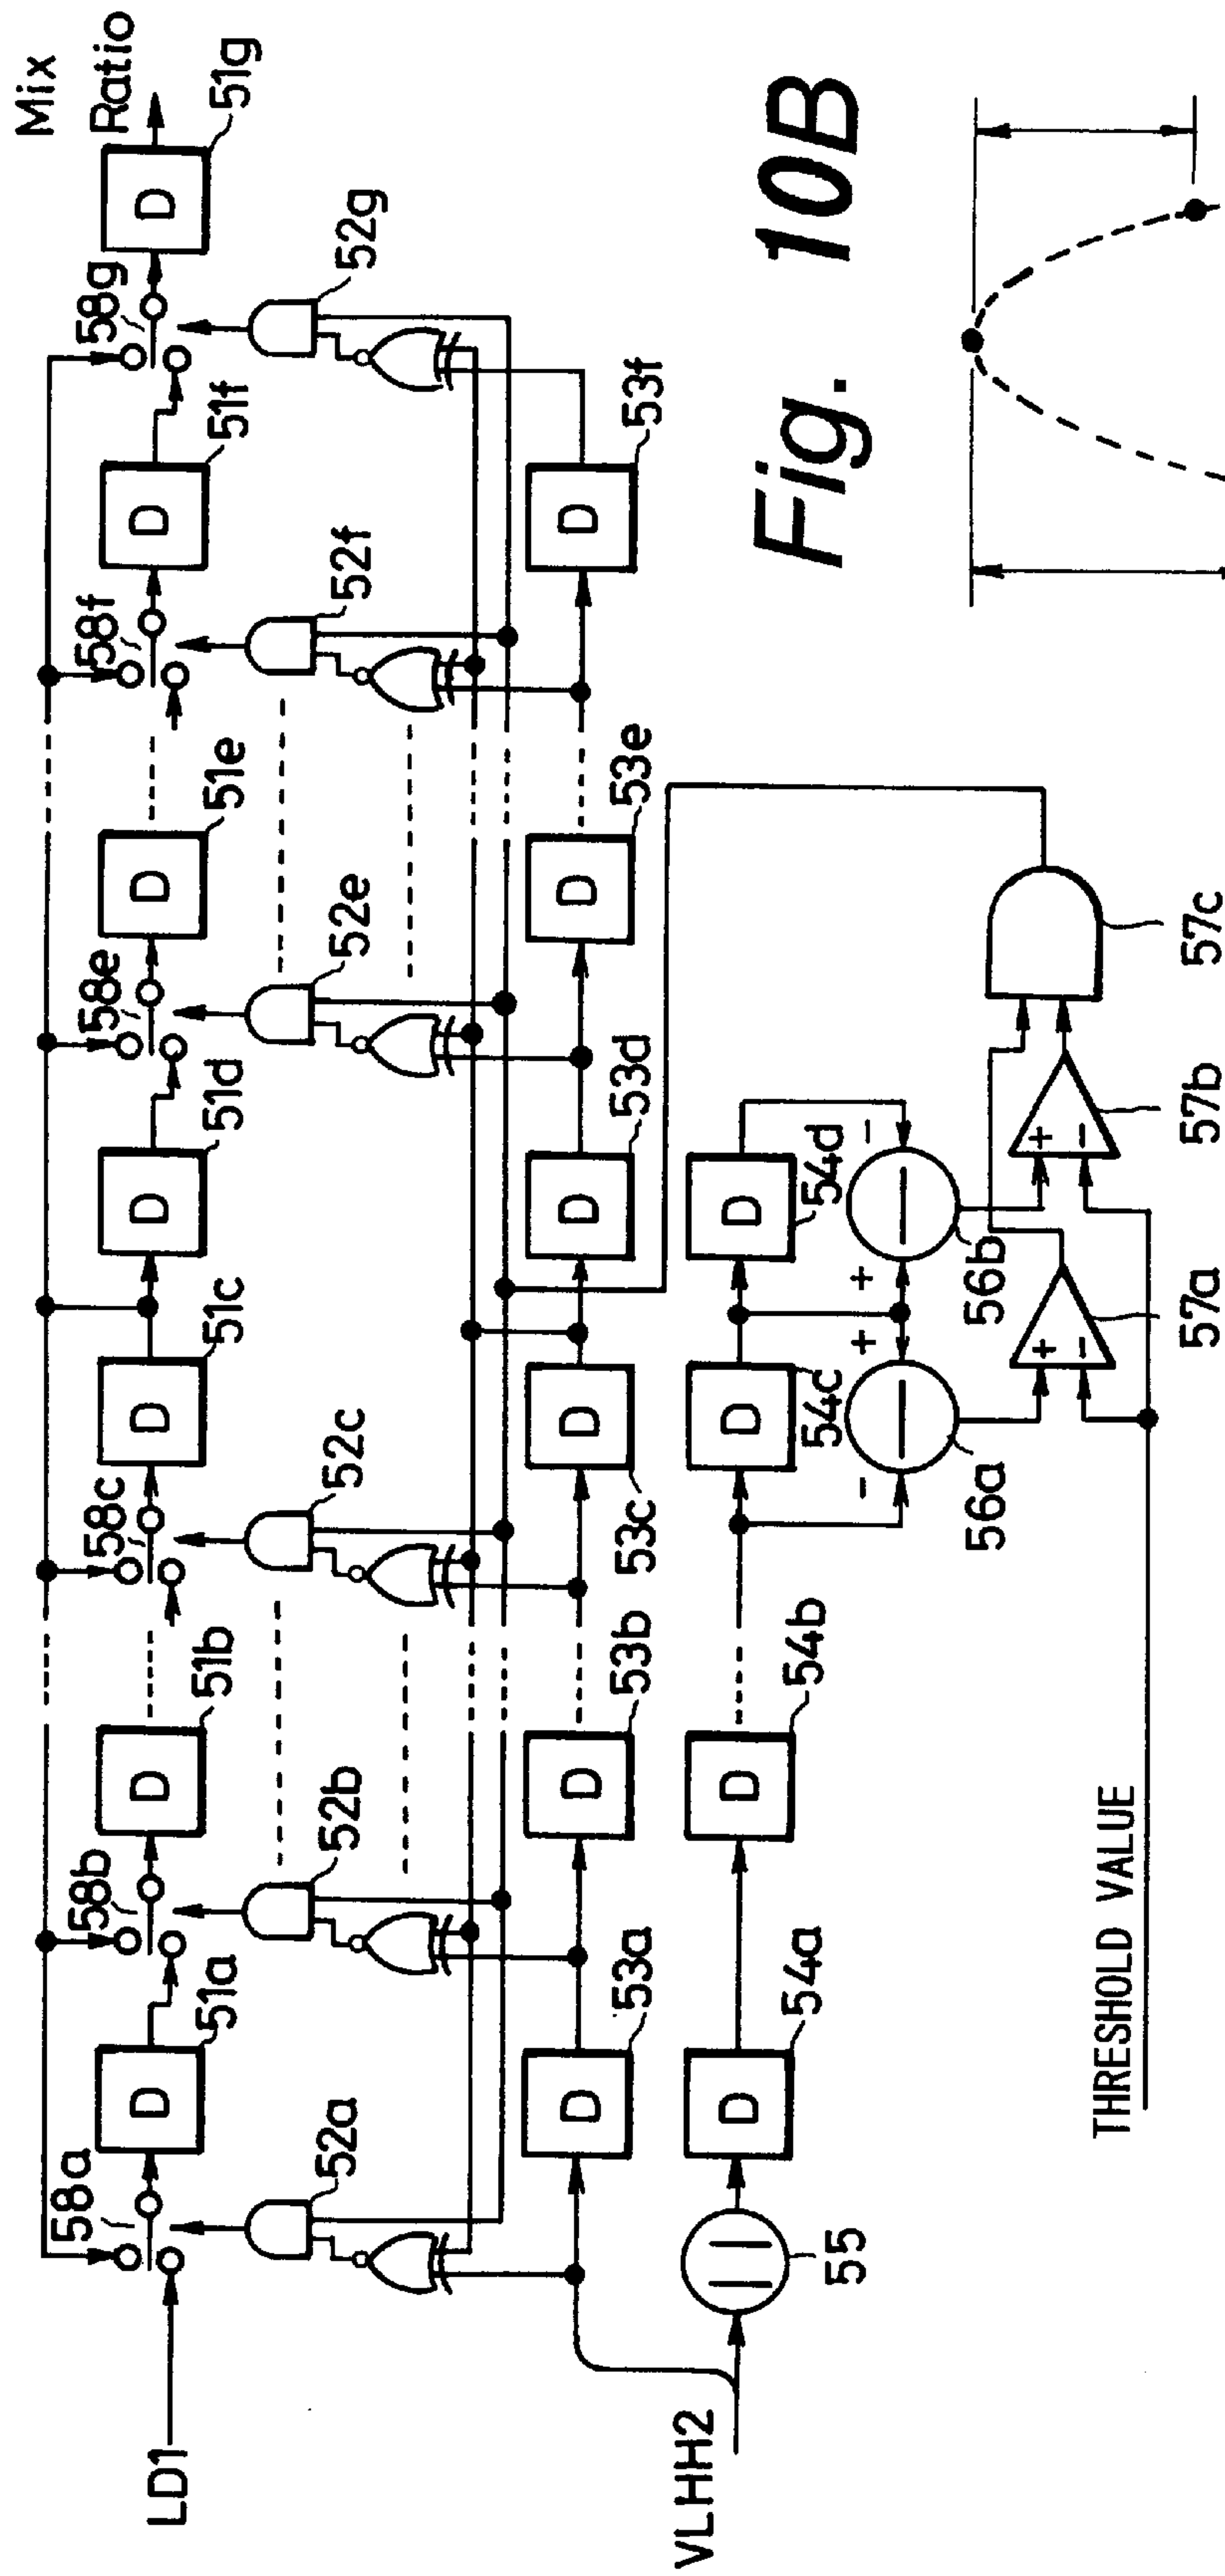 Mix
Ratio
58a
58b
58c
58e
58f
58g
D
D
D
D
D
D
D
51a
51b
51c
51d
51e
51f
51g
LD1
52a
52b
52c
52e
52f
52g
D
D
D
D
D
D
53a
53b
53c
53d
53e
53f
VLHH2
55
D
D
D
D
54a
54b
54c
54d
− + + −
56a
56b
+ −
+ −
57a
57b
57c
THRESHOLD VALUE
Fig. 10B